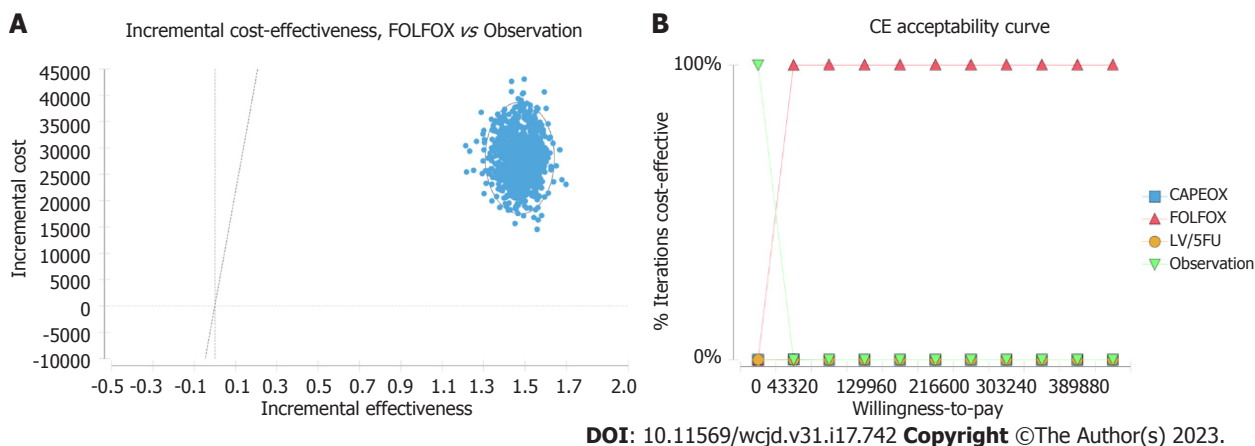 A
Incremental cost-effectiveness, FOLFOX vs Observation
45000
40000
35000
30000
25000
20000
15000
10000
5000
0
-5000
-10000
Incremental cost
-0.5 -0.3 -0.1 0.1 0.3 0.5 0.7 0.9 1.1 1.3 1.5 1.7 2.0
Incremental effectiveness
B
CE acceptability curve
100%
0%
% Iterations cost-effective
0 43320 129960 216600 303240 389880
Willingness-to-pay
CAPEOX
FOLFOX
LV/5FU
Observation
DOI: 10.11569/wcjd.v31.i17.742 Copyright ©The Author(s) 2023.